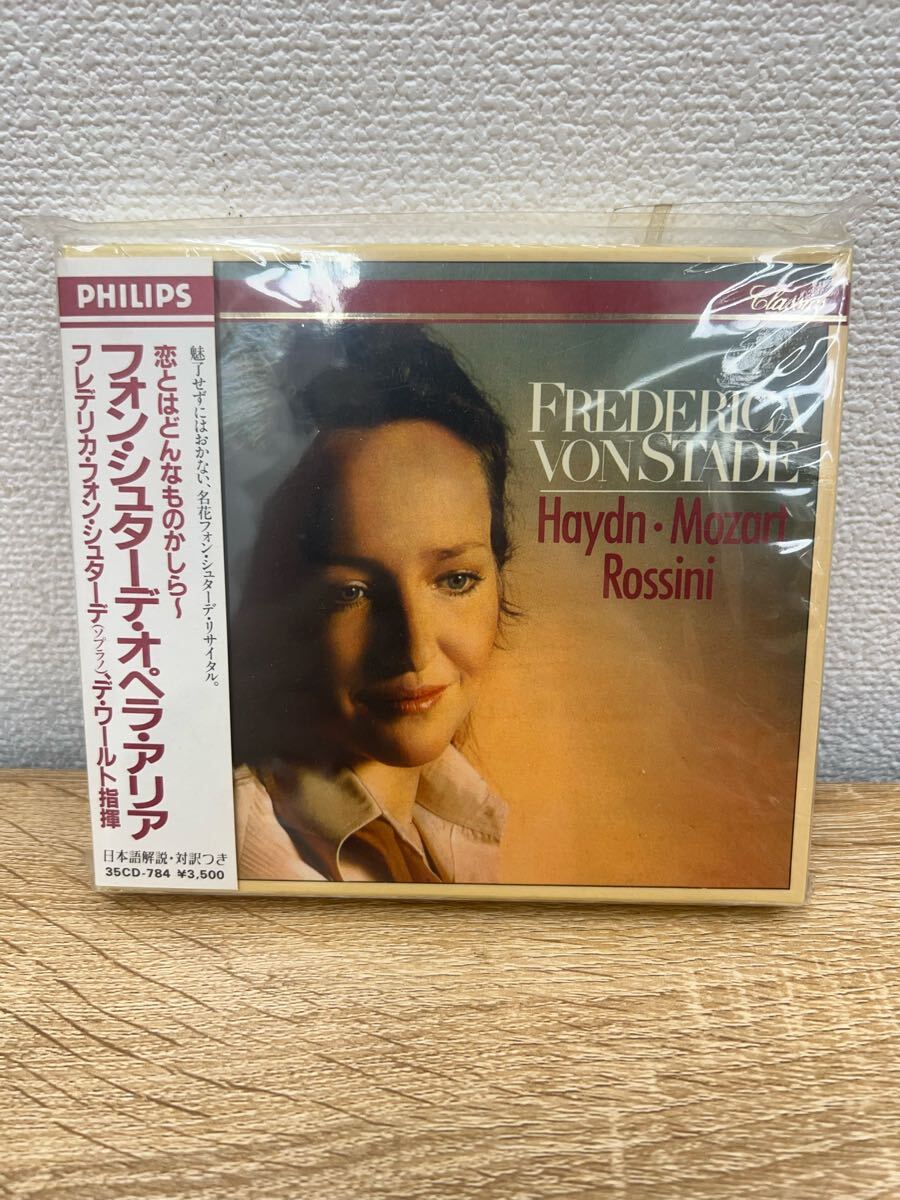 PHILIPS
魅了せずにはおかない、名花フォン・シュターデ・リサイタル。
恋とはどんなものかしら〜
フォン・シュターデ・オペラ・アリア
フレデリカ・フォン・シュターデ(ソプラノ)、デ・ワールト指揮
日本語解説・対訳つき
35CD-784 ¥3,500
Classics
FREDERICA
VON STADE
Haydn・Mozart
Rossini